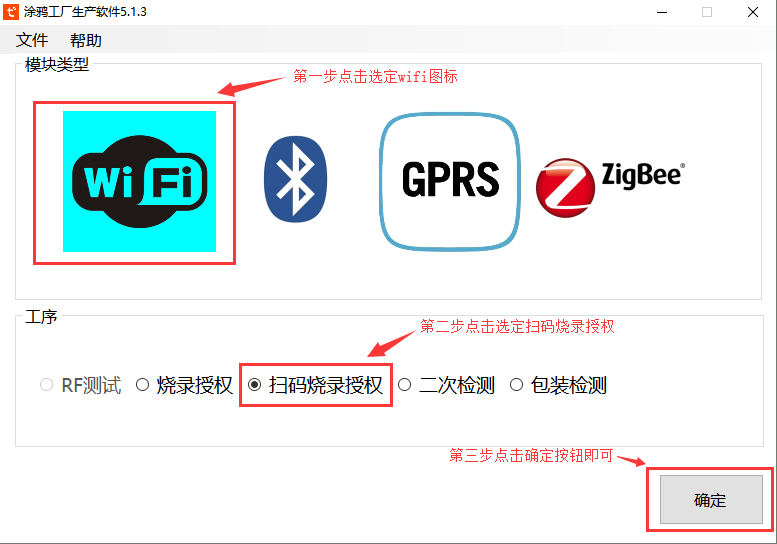 涂鸦工厂生产软件5.1.3
文件 帮助
模块类型
第一步点击选定wifi图标
WiFi
GPRS
ZigBee®
工序
第二步点击选定扫码烧录授权
RF测试 烧录授权 扫码烧录授权 二次检测 包装检测
第三步点击确定按钮即可
确定